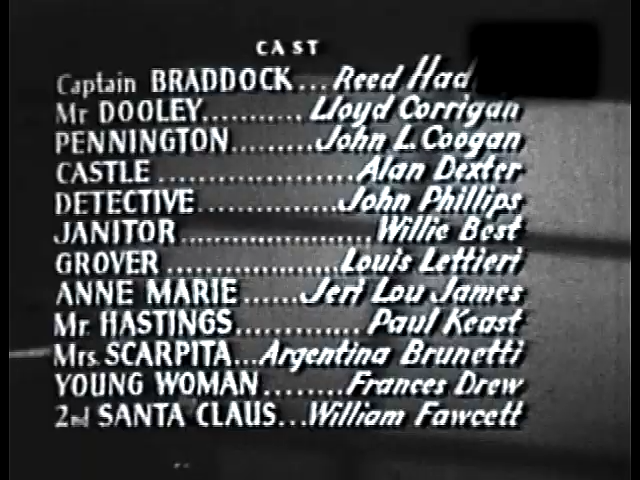 CAST
Captain BRADDOCK... Reed Had
Mr DOOLEY........... Lloyd Corrigan
PENNINGTON.........John L. Coogan
CASTLE .....................Alan Dexter
DETECTIVE...............John Phillips
JANITOR ....................Willie Best
GROVER ..................Louis Lettieri
ANNE MARIE ......Jeri Lou James
Mr. HASTINGS............. Paul Keast
Mrs. SCARPITA...Argentina Brunetti
YOUNG WOMAN ........Frances Drew
2nd SANTA CLAUS...William Fawcett